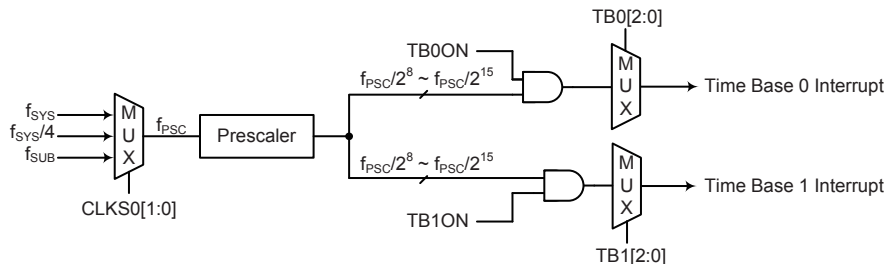 TB0[2:0]
TB0ON
M
U
X
Time Base 0 Interrupt
fPSC/2^8 ~ fPSC/2^15
fSYS
fSYS/4
fSUB
M
U
X
fPSC
Prescaler
CLKS0[1:0]
fPSC/2^8 ~ fPSC/2^15
TB1ON
M
U
X
Time Base 1 Interrupt
TB1[2:0]